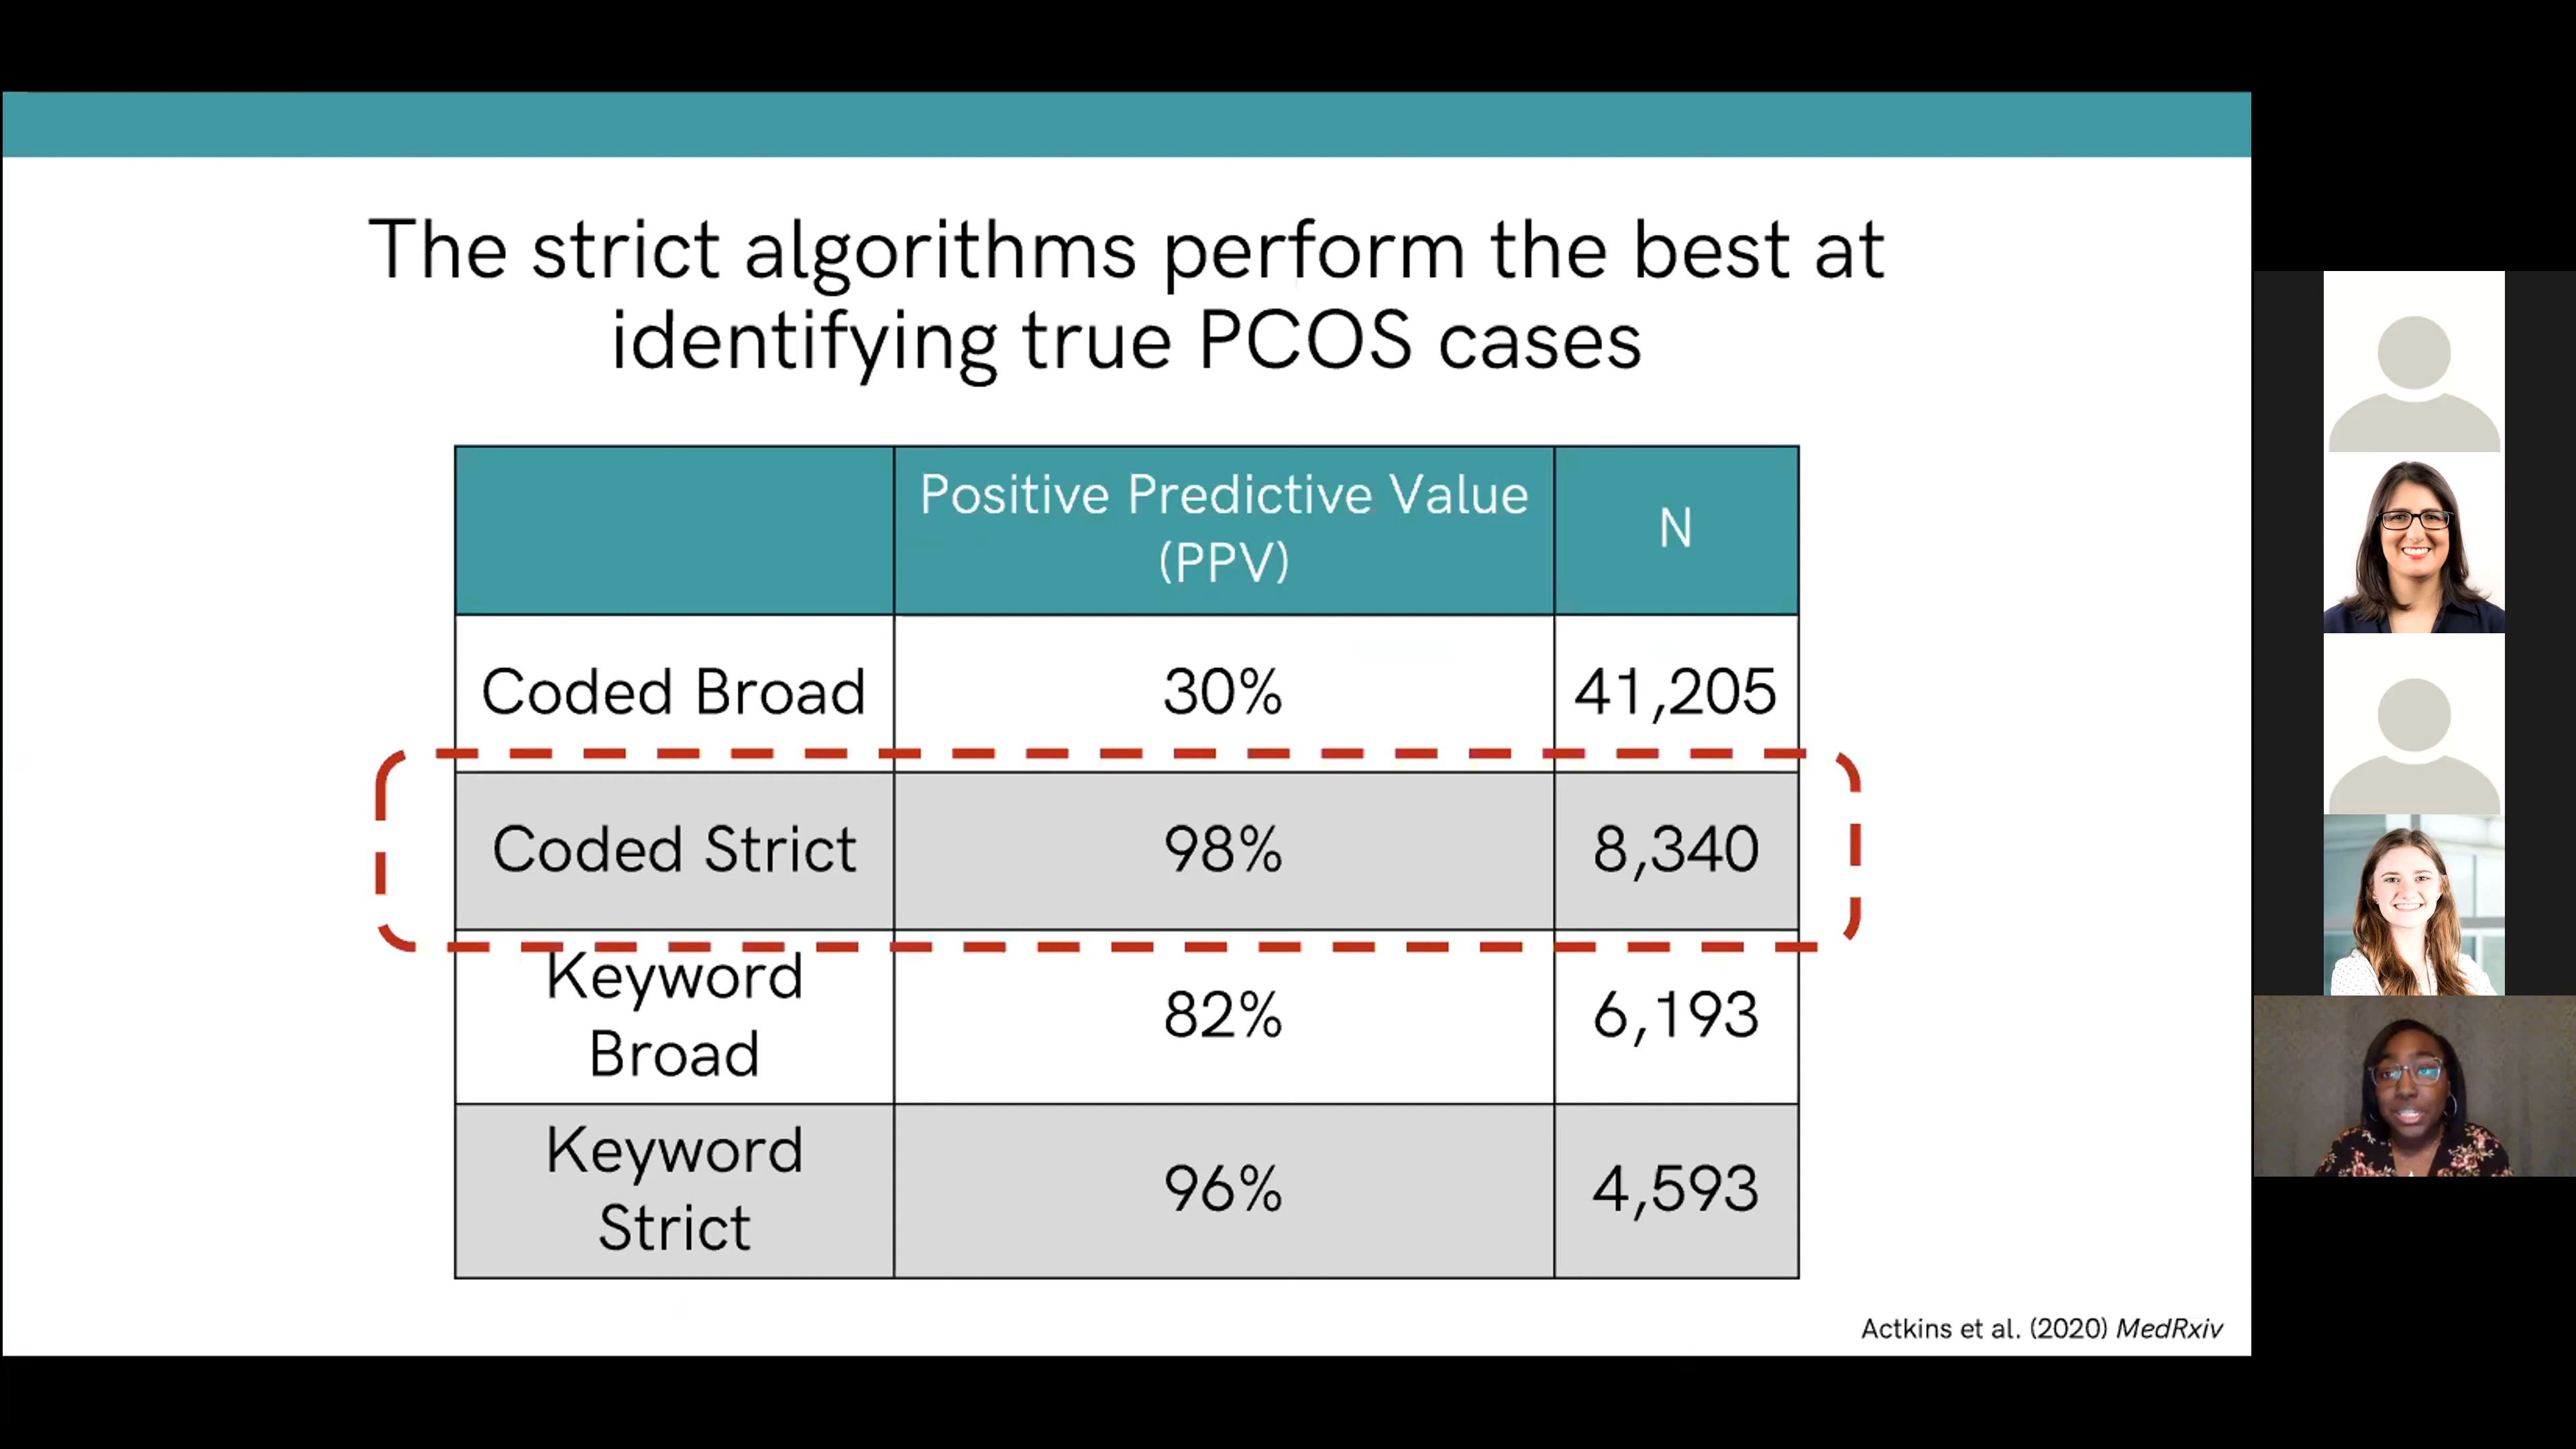 The strict algorithms perform the best at
identifying true PCOS cases
Positive Predictive Value
(PPV)
N
Coded Broad
30%
41,205
Coded Strict
98%
8,340
Keyword
Broad
82%
6,193
Keyword
Strict
96%
4,593
Actkins et al. (2020) MedRxiv